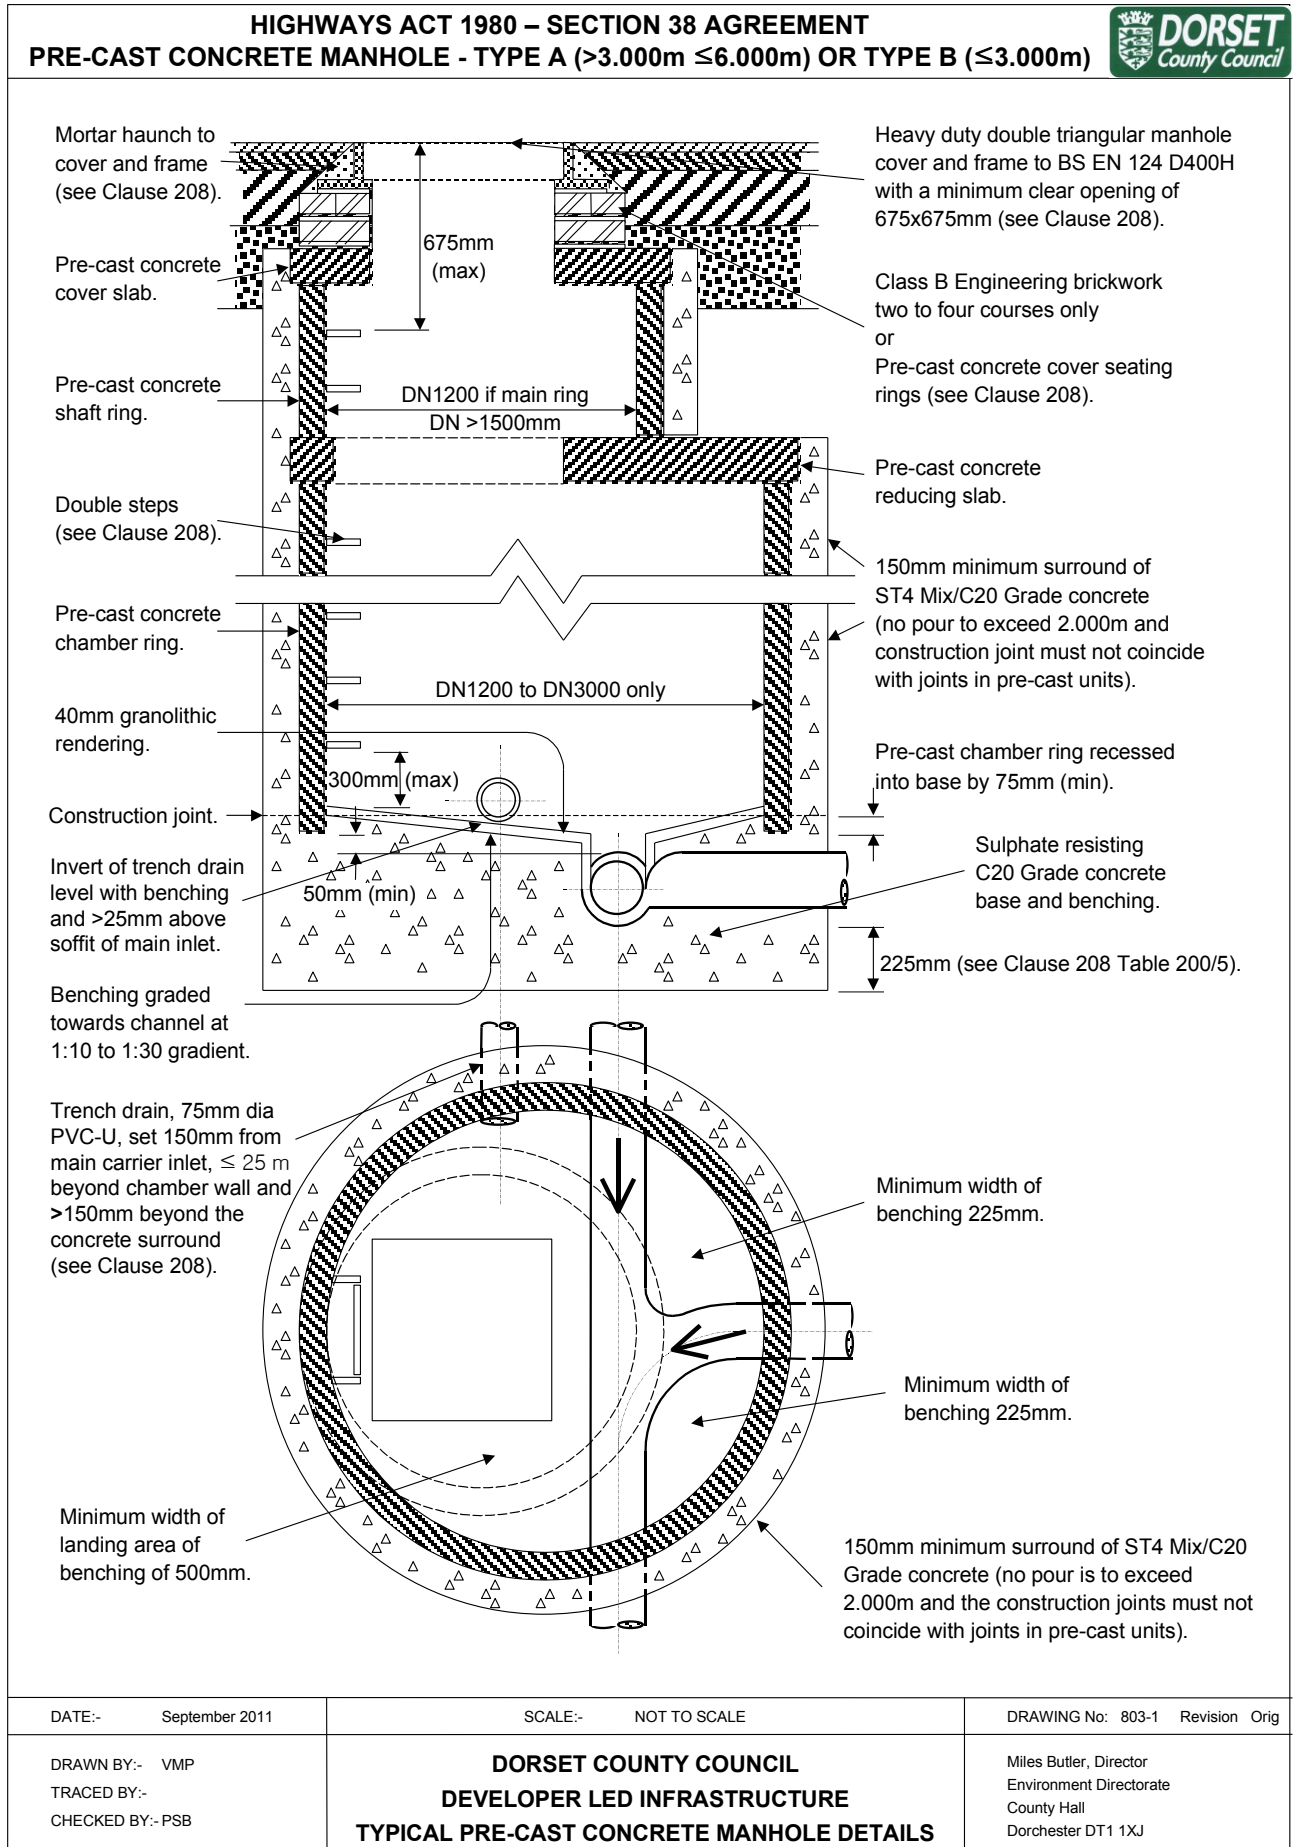 HIGHWAYS ACT 1980 – SECTION 38 AGREEMENT
PRE-CAST CONCRETE MANHOLE - TYPE A (>3.000m ≤6.000m) OR TYPE B (≤3.000m)
DORSET
County Council
Mortar haunch to
cover and frame
(see Clause 208).
Pre-cast concrete
cover slab.
Pre-cast concrete
shaft ring.
Double steps
(see Clause 208).
Pre-cast concrete
chamber ring.
40mm granolithic
rendering.
Construction joint.
Invert of trench drain
level with benching
and >25mm above
soffit of main inlet.
Benching graded
towards channel at
1:10 to 1:30 gradient.
Trench drain, 75mm dia
PVC-U, set 150mm from
main carrier inlet, ≤ 25 m
beyond chamber wall and
>150mm beyond the
concrete surround
(see Clause 208).
Minimum width of
landing area of
benching of 500mm.
675mm
(max)
DN1200 if main ring
DN >1500mm
DN1200 to DN3000 only
300mm (max)
50mm (min)
Heavy duty double triangular manhole
cover and frame to BS EN 124 D400H
with a minimum clear opening of
675x675mm (see Clause 208).
Class B Engineering brickwork
two to four courses only
or
Pre-cast concrete cover seating
rings (see Clause 208).
Pre-cast concrete
reducing slab.
150mm minimum surround of
ST4 Mix/C20 Grade concrete
(no pour to exceed 2.000m and
construction joint must not coincide
with joints in pre-cast units).
Pre-cast chamber ring recessed
into base by 75mm (min).
Sulphate resisting
C20 Grade concrete
base and benching.
225mm (see Clause 208 Table 200/5).
Minimum width of
benching 225mm.
Minimum width of
benching 225mm.
150mm minimum surround of ST4 Mix/C20
Grade concrete (no pour is to exceed
2.000m and the construction joints must not
coincide with joints in pre-cast units).
DATE:- September 2011
SCALE:- NOT TO SCALE
DRAWING No: 803-1 Revision Orig
DRAWN BY:- VMP
TRACED BY:-
CHECKED BY:- PSB
DORSET COUNTY COUNCIL
DEVELOPER LED INFRASTRUCTURE
TYPICAL PRE-CAST CONCRETE MANHOLE DETAILS
Miles Butler, Director
Environment Directorate
County Hall
Dorchester DT1 1XJ